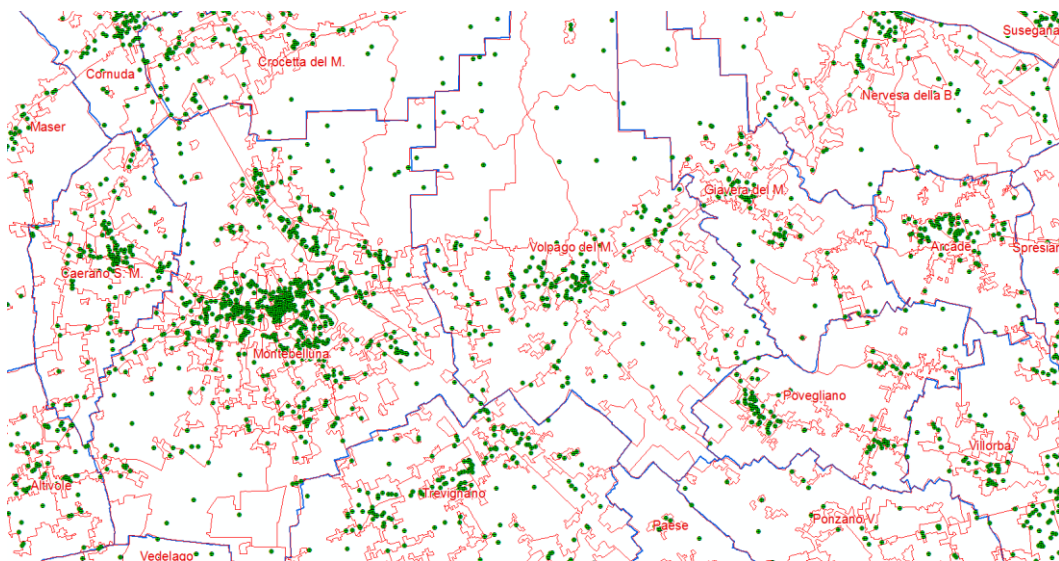 Susegana
Crocetta del M.
Cornuda
Nervesa della B.
Maser
Giavera del M.
Volpago del M.
Arcade
Spresian
Caerano S. M.
Montebelluna
Povegliano
Villorba
Altivole
Trevignano
Ponzano V.
Paese
Vedelago